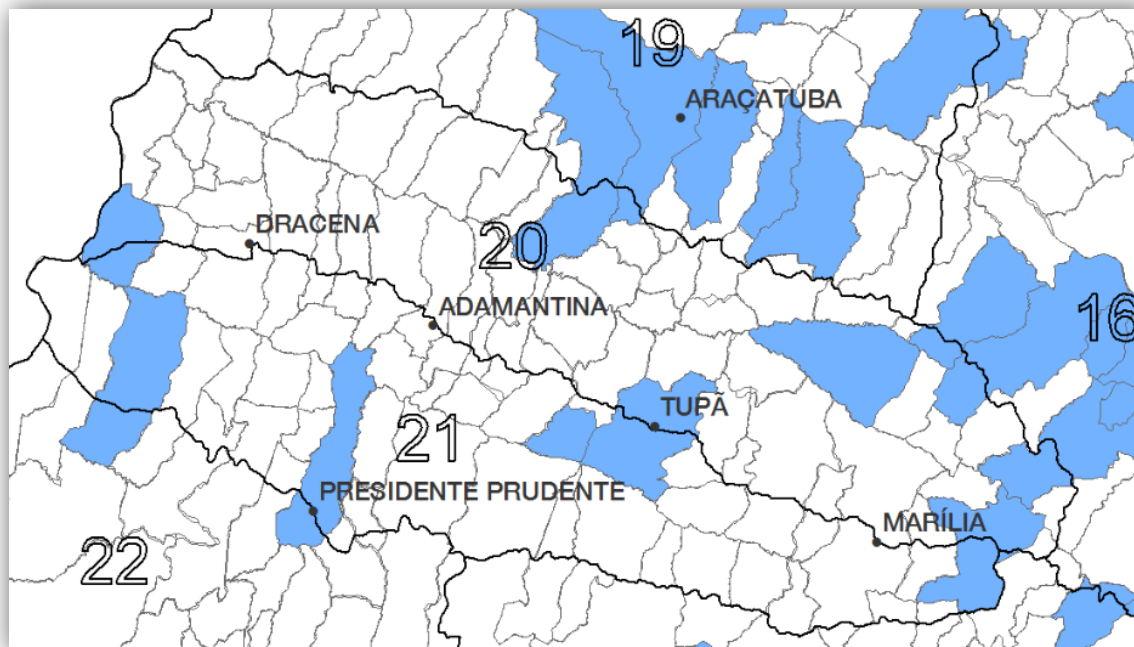 19
ARAÇATUBA
DRACENA
20
ADAMANTINA
16
TUPÃ
21
PRESIDENTE PRUDENTE
MARÍLIA
22